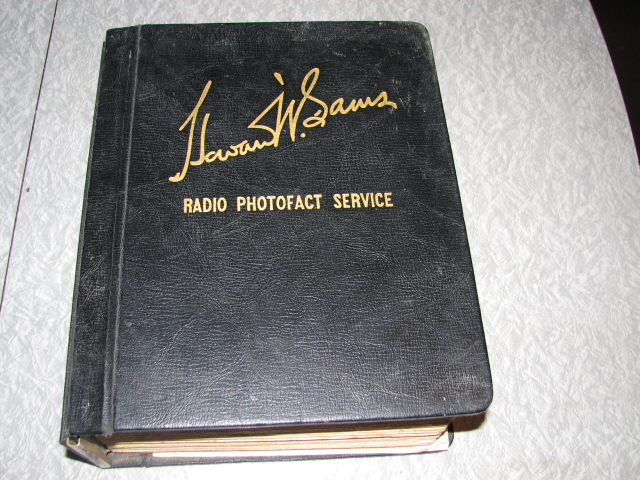 Howard W. Sams
RADIO PHOTOFACT SERVICE